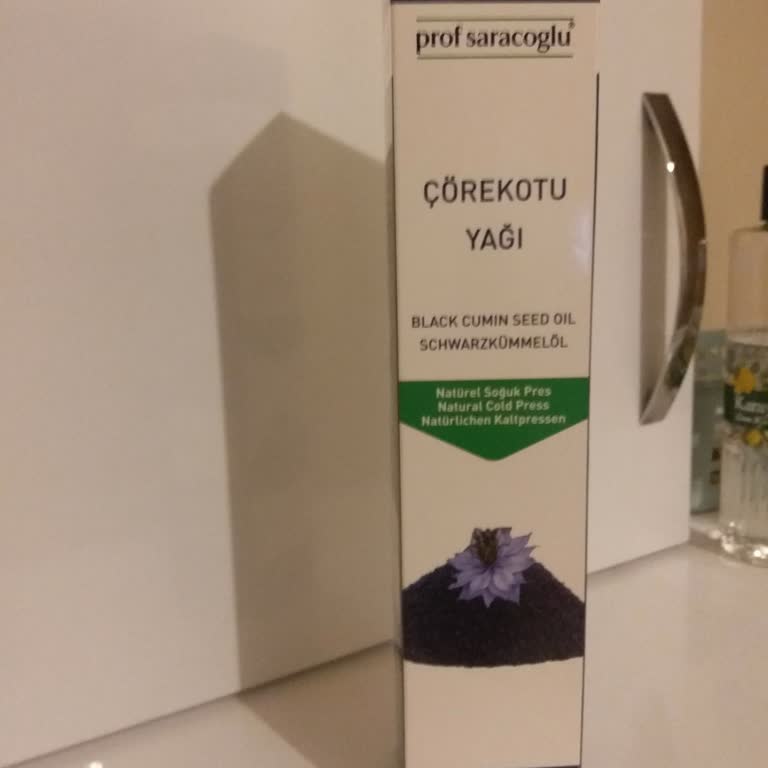 prof saracoglu®
ÇÖREKOTU
YAĞI
BLACK CUMIN SEED OIL
SCHWARZKÜMMELÖL
Natürel Soğuk Pres
Natural Cold Press
Natürlichen Kaltpressen